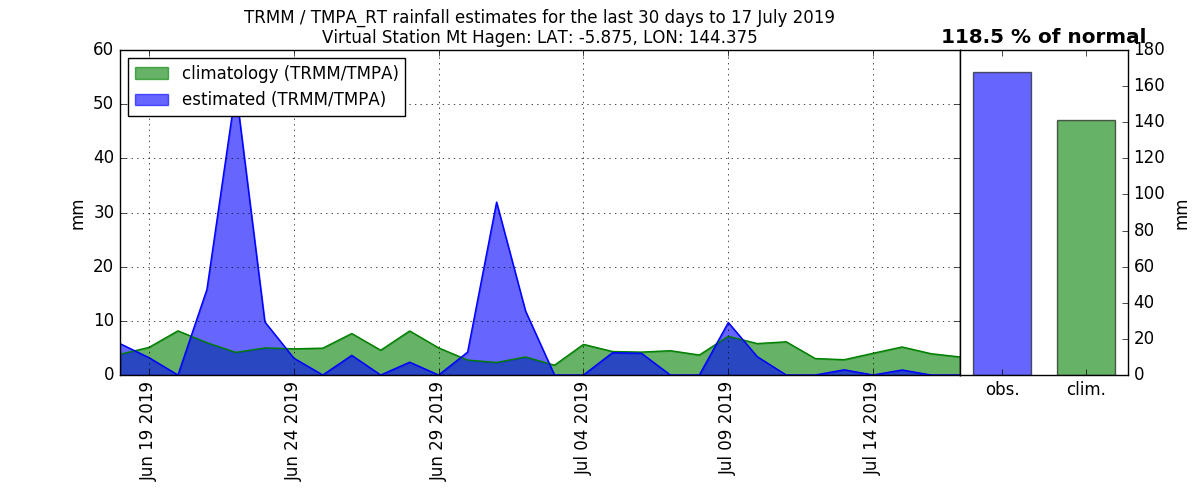 TRMM / TMPA_RT rainfall estimates for the last 30 days to 17 July 2019
Virtual Station Mt Hagen: LAT: -5.875, LON: 144.375
118.5 % of normal
climatology (TRMM/TMPA)
estimated (TRMM/TMPA)
60
50
40
30
20
10
0
mm
Jun 19 2019
Jun 24 2019
Jun 29 2019
Jul 04 2019
Jul 09 2019
Jul 14 2019
obs.
clim.
180
160
140
120
100
80
60
40
20
0
mm